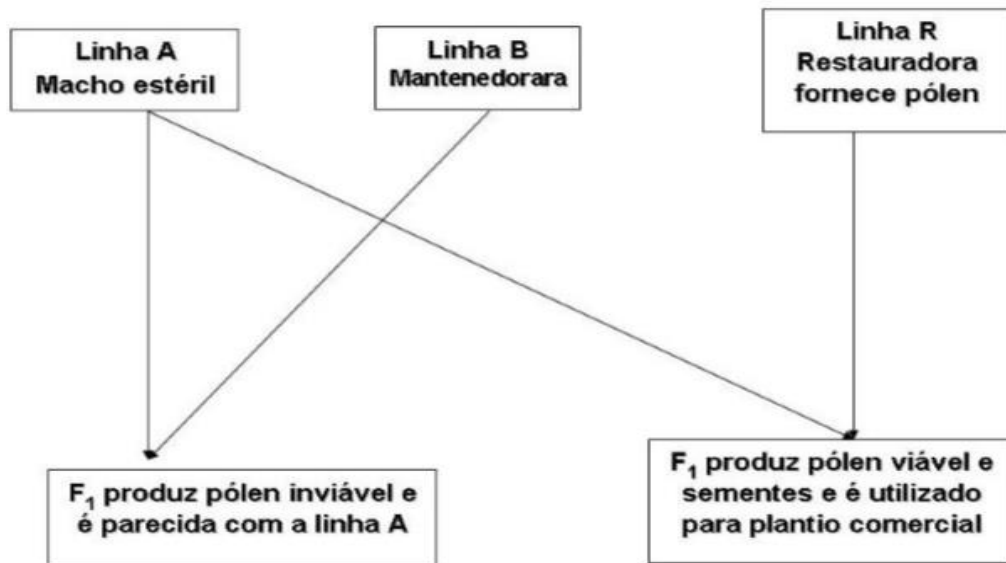 Linha A
Macho estéril
Linha B
Mantenedorara
Linha R
Restauradora
fornece pólen
F₁ produz pólen inviável e
é parecida com a linha A
F₁ produz pólen viável e
sementes e é utilizado
para plantio comercial